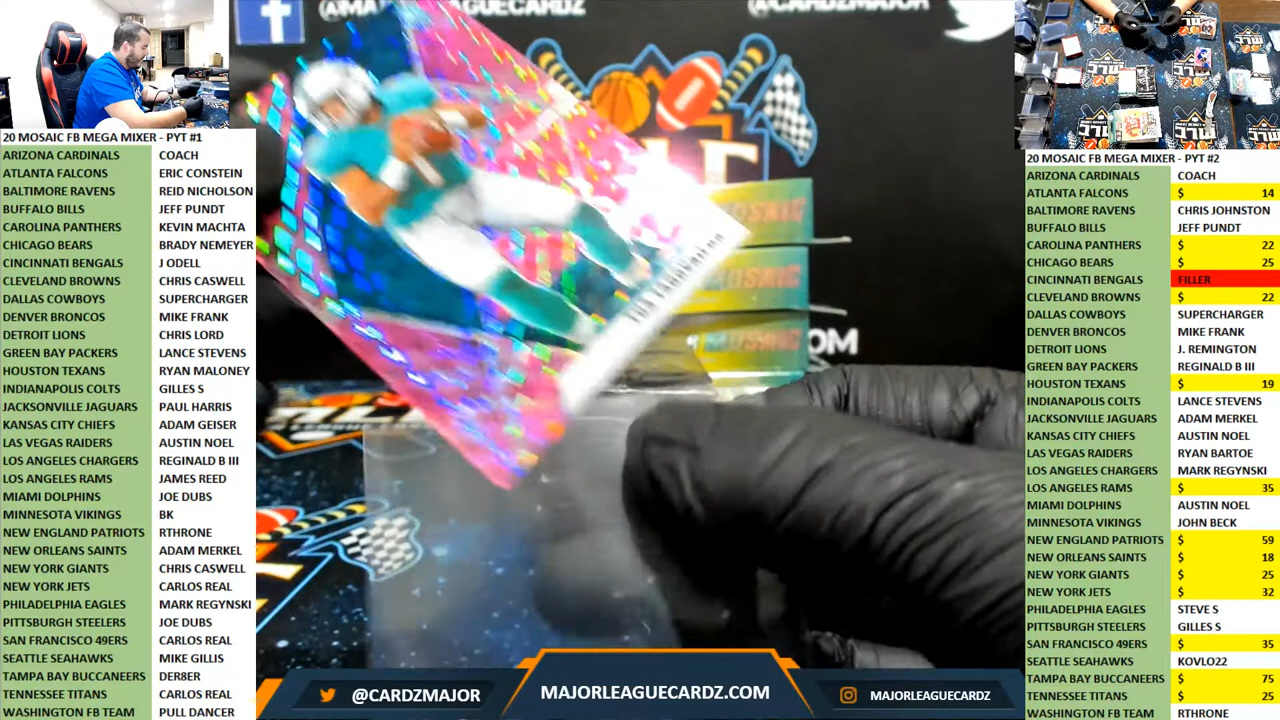 @MAJORLEAGUECARDZ
@CARDZMAJOR
20 MOSAIC FB MEGA MIXER - PYT #1
ARIZONA CARDINALS COACH
ATLANTA FALCONS ERIC CONSTEIN
BALTIMORE RAVENS REID NICHOLSON
BUFFALO BILLS JEFF PUNDT
CAROLINA PANTHERS KEVIN MACHTA
CHICAGO BEARS BRADY NEMEYER
CINCINNATI BENGALS J ODELL
CLEVELAND BROWNS CHRIS CASWELL
DALLAS COWBOYS SUPERCHARGER
DENVER BRONCOS MIKE FRANK
DETROIT LIONS CHRIS LORD
GREEN BAY PACKERS LANCE STEVENS
HOUSTON TEXANS RYAN MALONEY
INDIANAPOLIS COLTS GILLES S
JACKSONVILLE JAGUARS PAUL HARRIS
KANSAS CITY CHIEFS ADAM GEISER
LAS VEGAS RAIDERS AUSTIN NOEL
LOS ANGELES CHARGERS REGINALD B III
LOS ANGELES RAMS JAMES REED
MIAMI DOLPHINS JOE DUBS
MINNESOTA VIKINGS BK
NEW ENGLAND PATRIOTS RTHRONE
NEW ORLEANS SAINTS ADAM MERKEL
NEW YORK GIANTS CHRIS CASWELL
NEW YORK JETS CARLOS REAL
PHILADELPHIA EAGLES MARK REGYNSKI
PITTSBURGH STEELERS JOE DUBS
SAN FRANCISCO 49ERS CARLOS REAL
SEATTLE SEAHAWKS MIKE GILLIS
TAMPA BAY BUCCANEERS DER8ER
TENNESSEE TITANS CARLOS REAL
WASHINGTON FB TEAM PULL DANCER
MOSAIC
MOSAIC
MOSAIC
OM
@CARDZMAJOR
MAJORLEAGUECARDZ.COM
MAJORLEAGUECARDZ
20 MOSAIC FB MEGA MIXER - PYT #2
ARIZONA CARDINALS COACH
ATLANTA FALCONS $ 14
BALTIMORE RAVENS CHRIS JOHNSTON
BUFFALO BILLS JEFF PUNDT
CAROLINA PANTHERS $ 22
CHICAGO BEARS $ 25
CINCINNATI BENGALS FILLER
CLEVELAND BROWNS $ 22
DALLAS COWBOYS SUPERCHARGER
DENVER BRONCOS MIKE FRANK
DETROIT LIONS J. REMINGTON
GREEN BAY PACKERS REGINALD B III
HOUSTON TEXANS $ 19
INDIANAPOLIS COLTS LANCE STEVENS
JACKSONVILLE JAGUARS ADAM MERKEL
KANSAS CITY CHIEFS AUSTIN NOEL
LAS VEGAS RAIDERS RYAN BARTOE
LOS ANGELES CHARGERS MARK REGYNSKI
LOS ANGELES RAMS $ 35
MIAMI DOLPHINS AUSTIN NOEL
MINNESOTA VIKINGS JOHN BECK
NEW ENGLAND PATRIOTS $ 59
NEW ORLEANS SAINTS $ 18
NEW YORK GIANTS $ 25
NEW YORK JETS $ 32
PHILADELPHIA EAGLES STEVE S
PITTSBURGH STEELERS GILLES S
SAN FRANCISCO 49ERS $ 35
SEATTLE SEAHAWKS KOVLO22
TAMPA BAY BUCCANEERS $ 75
TENNESSEE TITANS $ 25
WASHINGTON FB TEAM RTHRONE